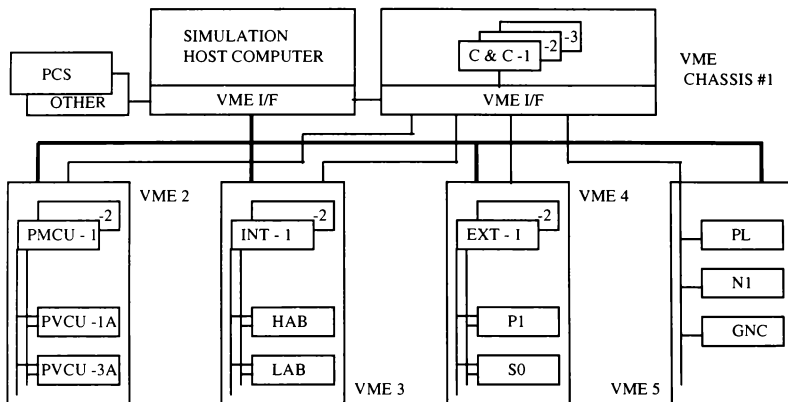 SIMULATION
HOST COMPUTER
-3
-2
C & C -1
VME
CHASSIS #1
PCS
OTHER
VME I/F
VME I/F
VME 2
VME 4
-2
-2
-2
PMCU - 1
INT - 1
EXT - 1
PL
N1
PVCU -1A
HAB
P1
GNC
PVCU -3A
LAB
S0
VME 3
VME 5